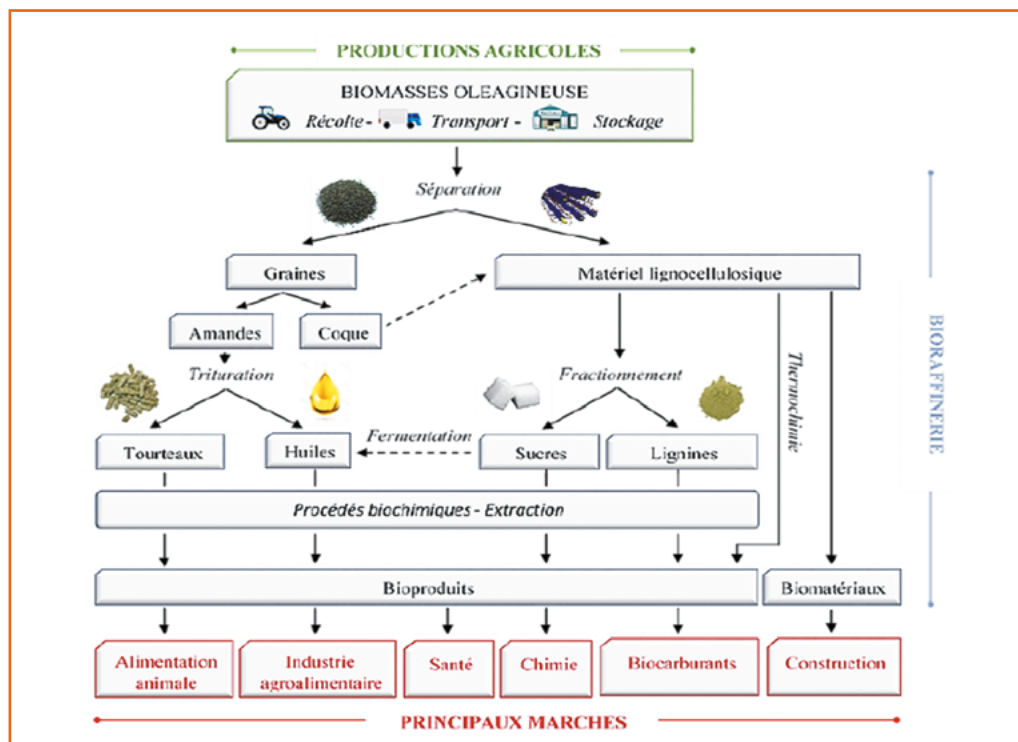 PRODUCTIONS AGRICOLES
BIOMASSES OLEAGINEUSE
Récolte - Transport - Stockage
Séparation
Graines
Matériel lignocellulosique
Amandes
Coque
Trituration
Fractionnement
Thermochimie
BIORAFFINERIE
Tourteaux
Huiles
Fermentation
Sucres
Lignines
Procédés biochimiques - Extraction
Bioproduits
Biomatériaux
Alimentation
animale
Industrie
agroalimentaire
Santé
Chimie
Biocarburants
Construction
PRINCIPAUX MARCHES